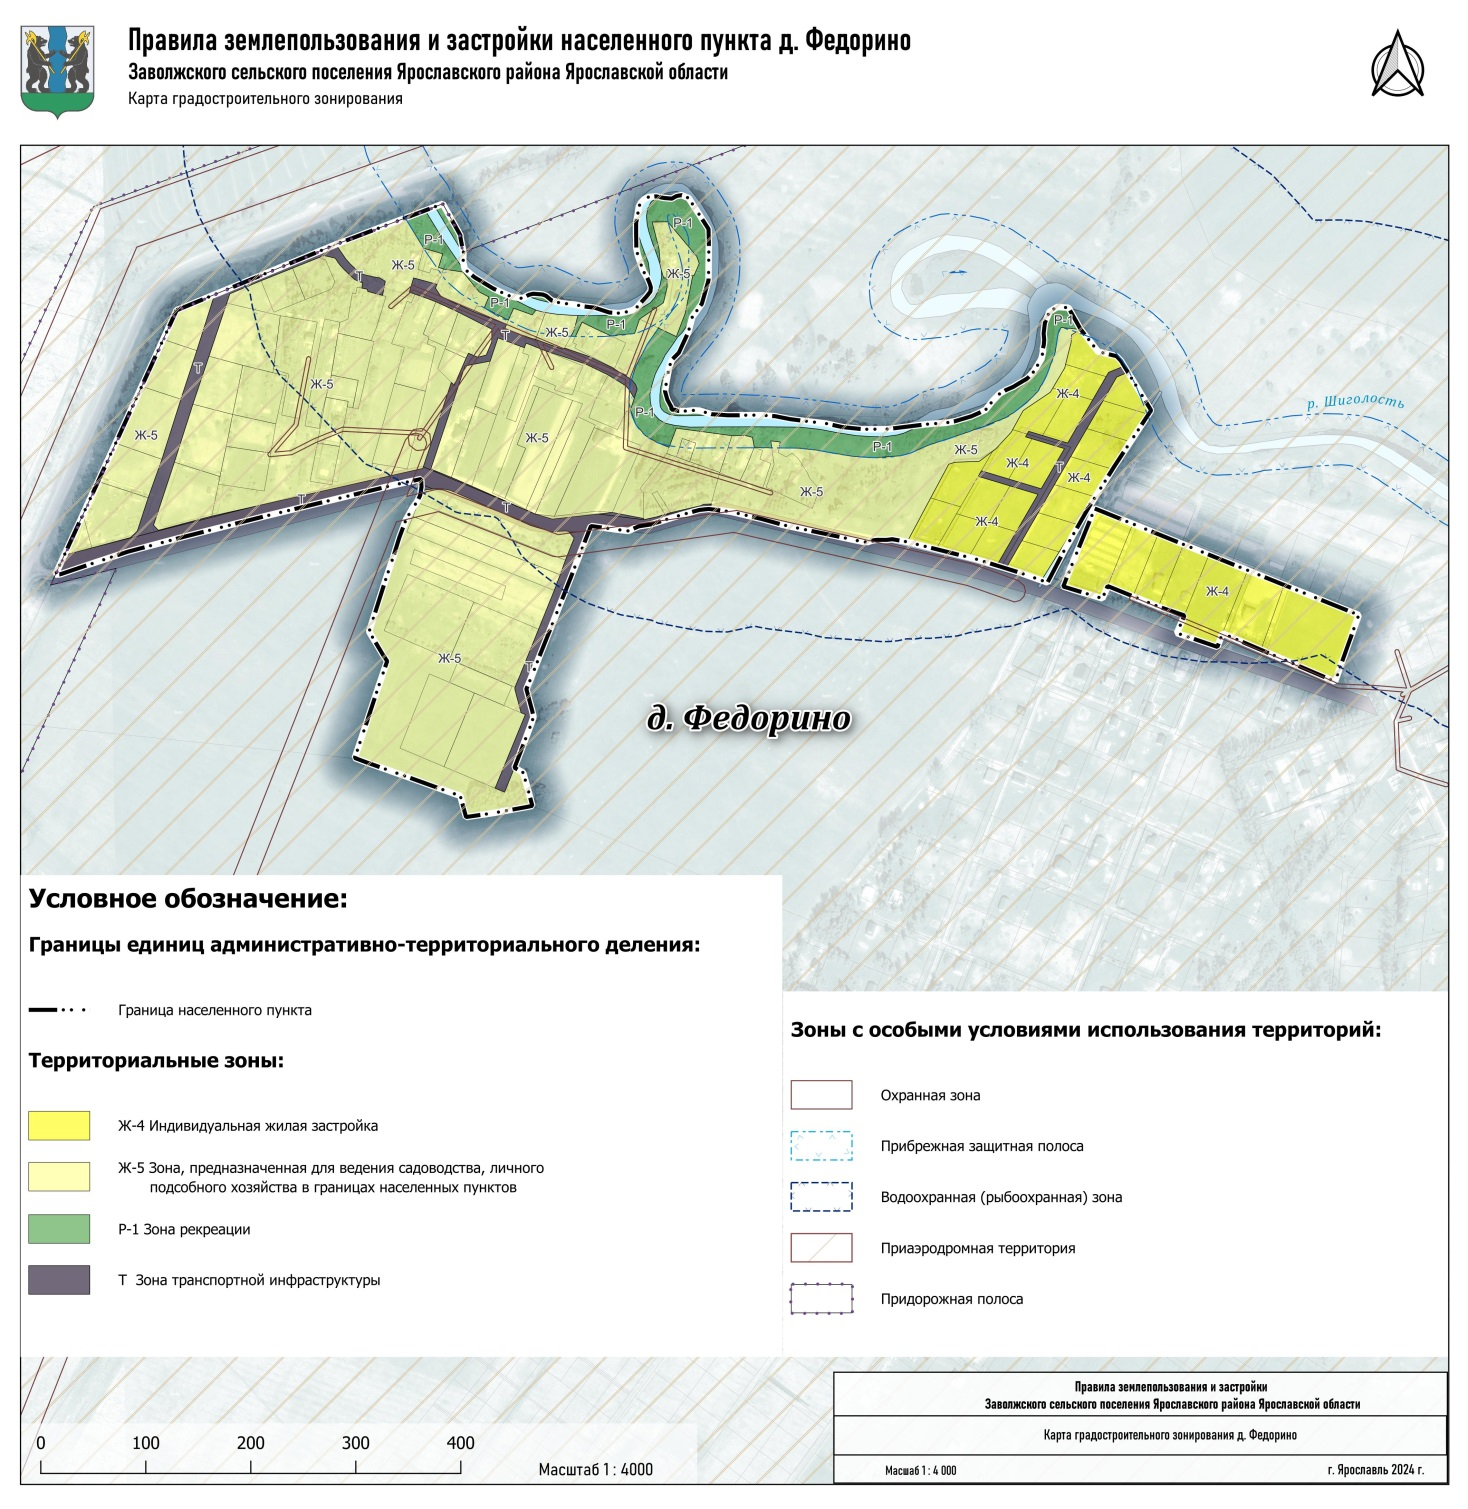 Правила землепользования и застройки населенного пункта д. Федорино
Заволжского сельского поселения Ярославского района Ярославской области
Карта градостроительного зонирования
Р-1
Р-1
Ж-5
Т
Ж-5
Р-1
Р-1
Ж-5
Т
Р-1
Т
Ж-5
Ж-4
р. Шиголость
Р-1
Ж-5
Ж-5
Р-1
Ж-5
Ж-4
Т
Ж-4
Ж-5
Т
Т
Ж-4
Ж-4
Ж-5
Т
д. Федорино
Условное обозначение:
Границы единиц административно-территориального деления:
Граница населенного пункта
Территориальные зоны:
Ж-4 Индивидуальная жилая застройка
Ж-5 Зона, предназначенная для ведения садоводства, личного
подсобного хозяйства в границах населенных пунктов
Р-1 Зона рекреации
Т Зона транспортной инфраструктуры
Зоны с особыми условиями использования территорий:
Охранная зона
Прибрежная защитная полоса
Водоохранная (рыбоохранная) зона
Приаэродромная территория
Придорожная полоса
0 100 200 300 400
Масштаб 1 : 4000
Правила землепользования и застройки
Заволжского сельского поселения Ярославского района Ярославской области
Карта градостроительного зонирования д. Федорино
Масшаб 1 : 4 000
г. Ярославль 2024 г.